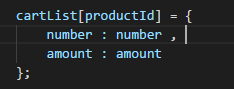 cartList[productId] = {
number : number ,
amount : amount
};